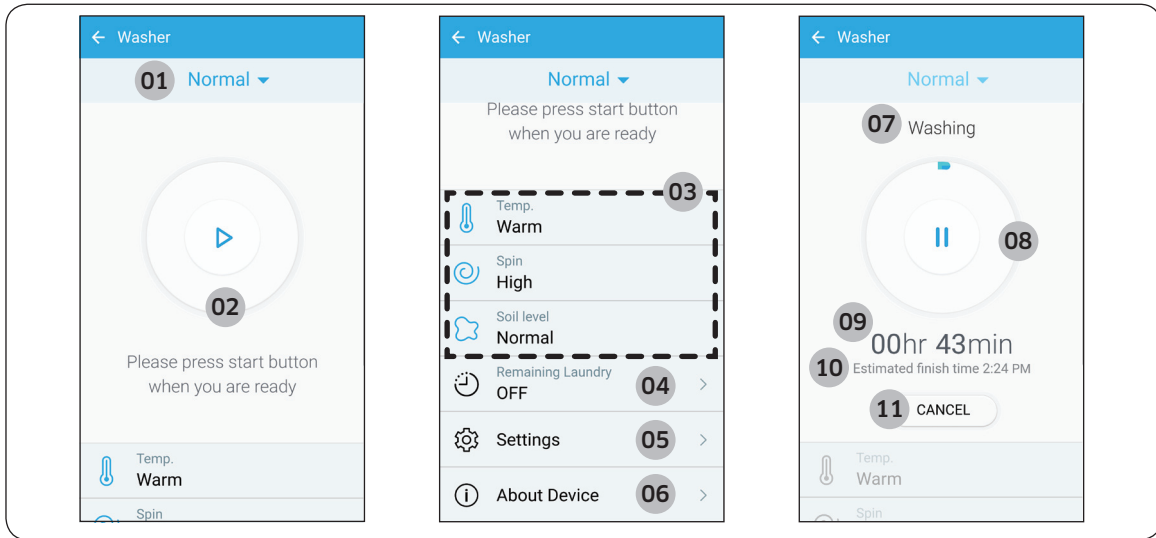 Washer
01 Normal
02
Please press start button
when you are ready
Temp.
Warm
Spin
Washer
Normal
Please press start button
when you are ready
03
Temp.
Warm
Spin
High
Soil level
Normal
Remaining Laundry
OFF
04
Settings
05
About Device
06
Washer
Normal
07 Washing
08
09
00hr 43min
10 Estimated finish time 2:24 PM
11 CANCEL
Temp.
Warm
Spin